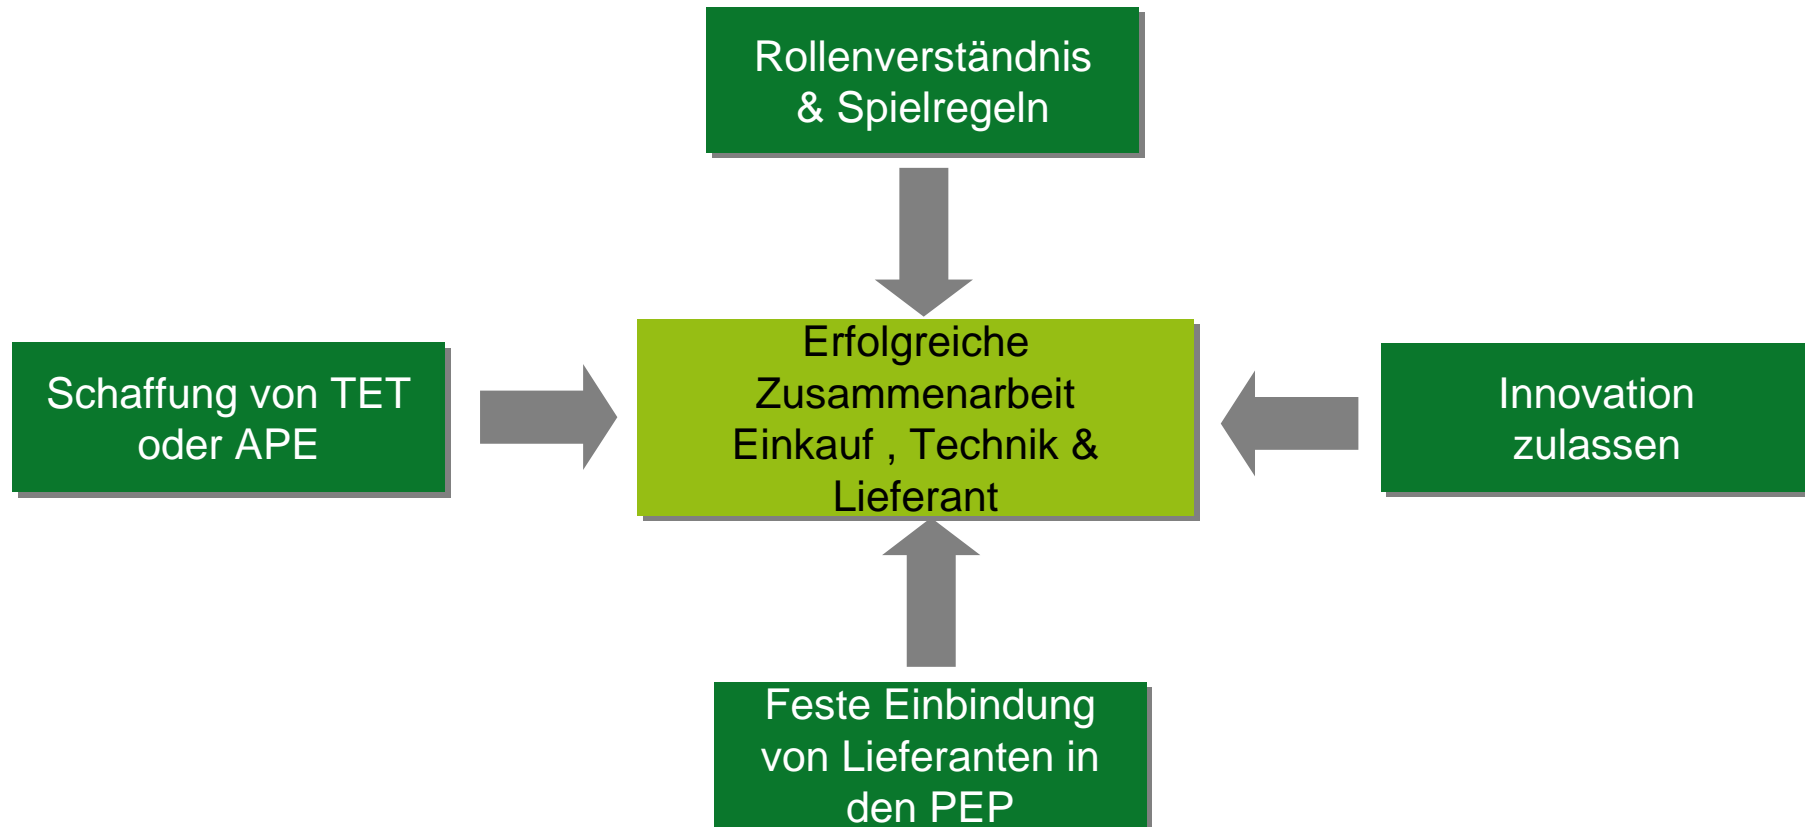 Rollenverständnis
& Spielregeln
Schaffung von TET
oder APE
Erfolgreiche
Zusammenarbeit
Einkauf , Technik &
Lieferant
Innovation
zulassen
Feste Einbindung
von Lieferanten in
den PEP